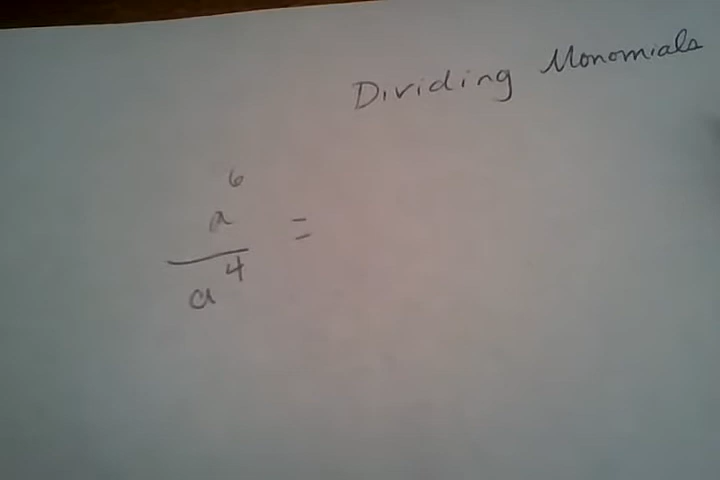 Dividing Monomials
a^6
— =
a^4